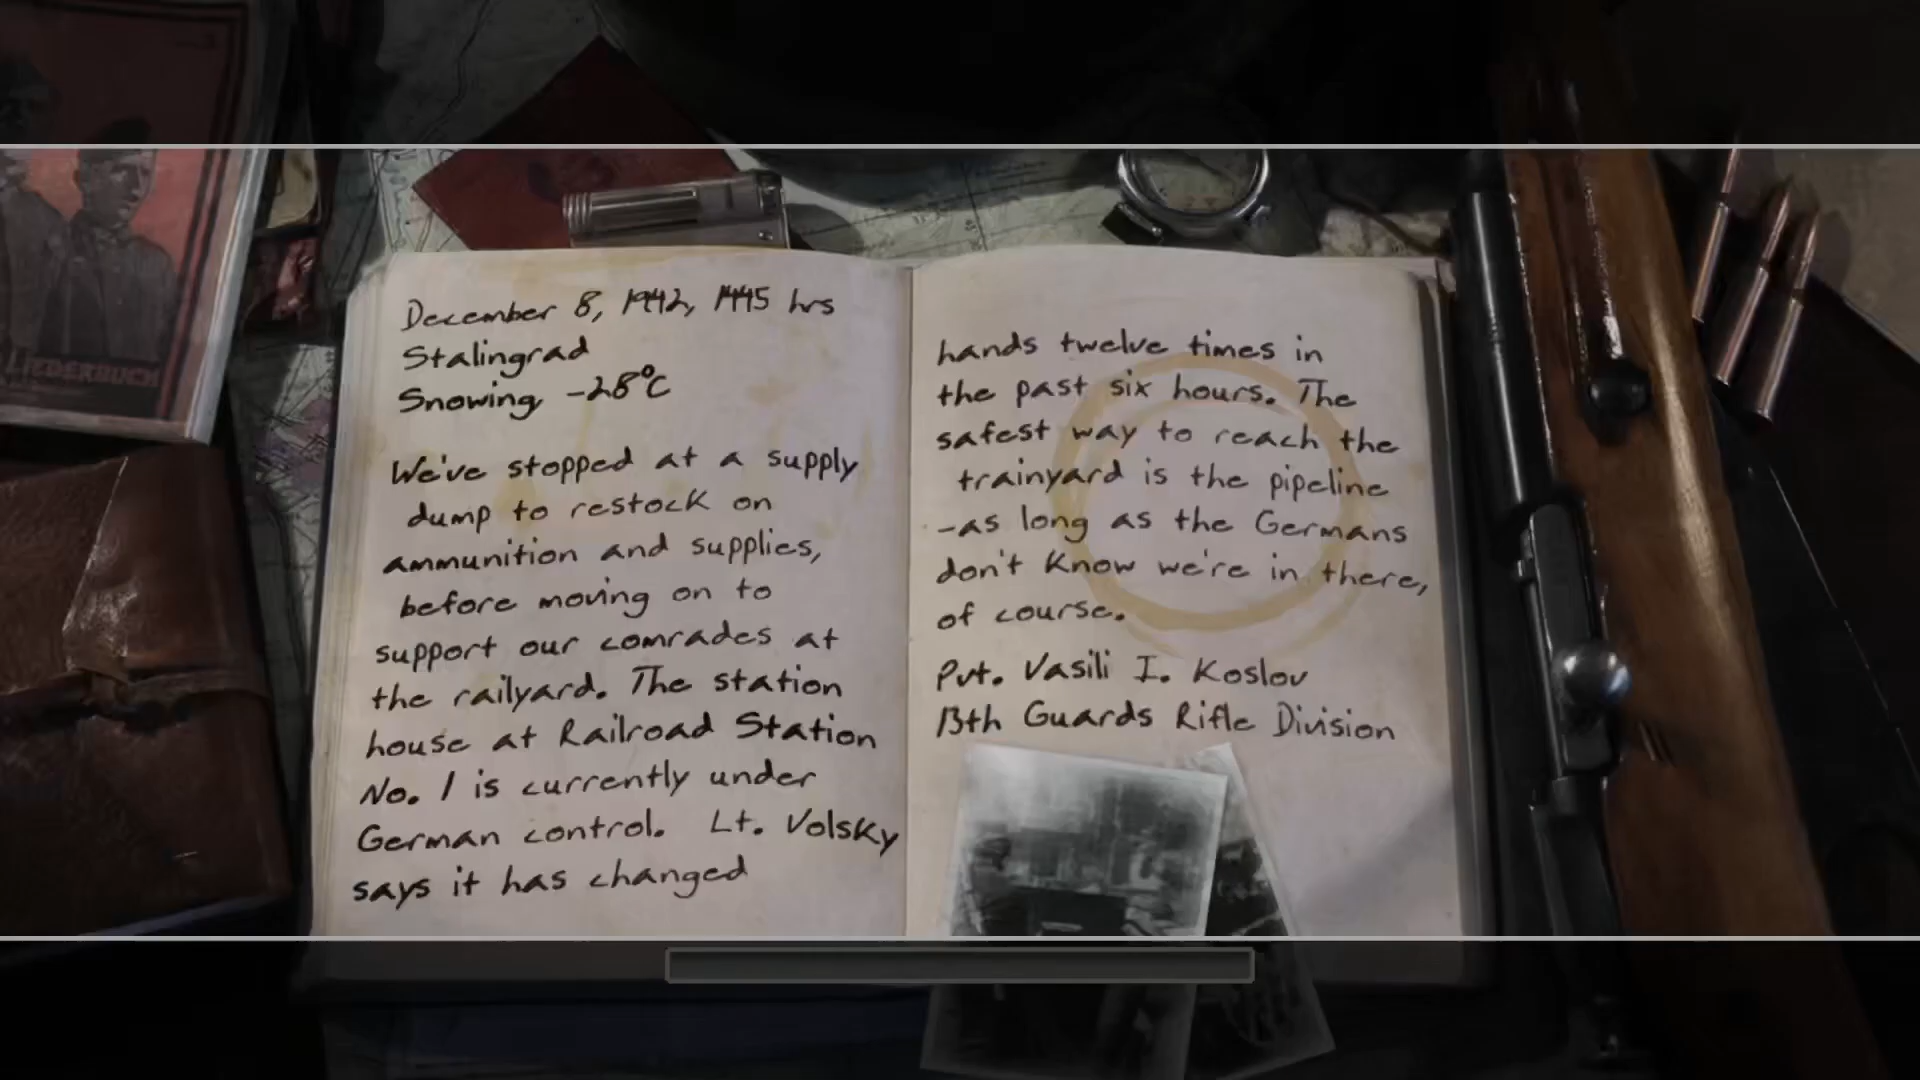 LIEDERBUCH
December 8, 1942, 1445 hrs
Stalingrad
Snowing -28°C
We've stopped at a supply
dump to restock on
ammunition and supplies,
before moving on to
support our comrades at
the railyard. The station
house at Railroad Station
No. 1 is currently under
German control. Lt. Volsky
says it has changed
hands twelve times in
the past six hours. The
safest way to reach the
trainyard is the pipeline
-as long as the Germans
don't know we're in there,
of course.
Pvt. Vasili I. Koslov
13th Guards Rifle Division